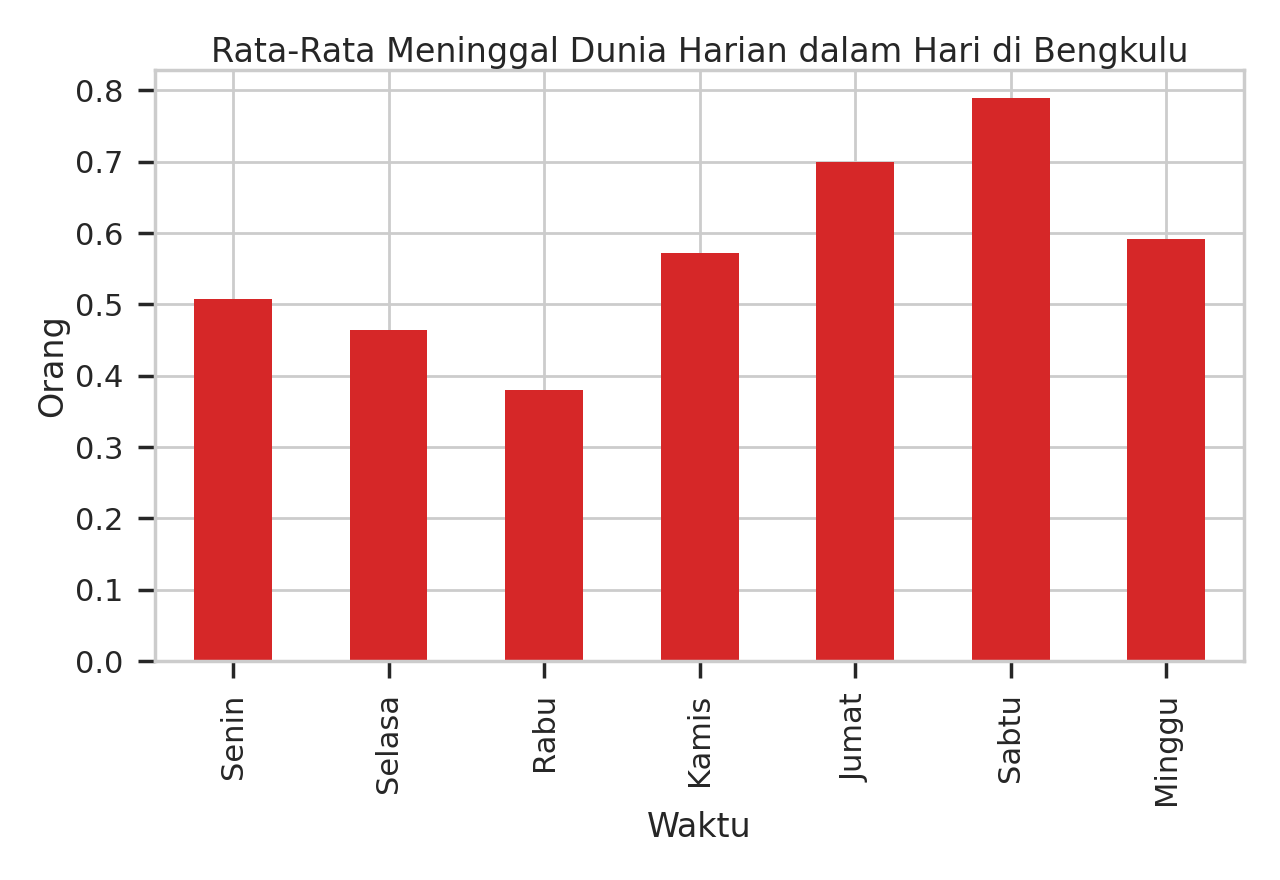 Rata-Rata Meninggal Dunia Harian dalam Hari di Bengkulu
0.8
0.7
0.6
0.5
0.4
0.3
0.2
0.1
0.0
Orang
Senin
Selasa
Rabu
Kamis
Jumat
Sabtu
Minggu
Waktu